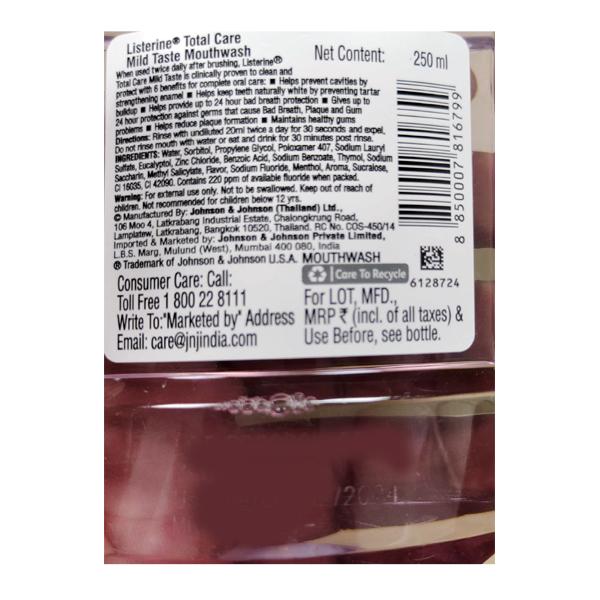 Listerine® Total Care
Mild Taste Mouthwash
Net Content: 250 ml
When used twice daily after brushing, Listerine®
Total Care Mild Taste is clinically proven to clean and
protect with 6 benefits for complete oral care: ■ Helps prevent cavities by
strengthening enamel ■ Helps keep teeth naturally white by preventing tartar
buildup ■ Helps provide up to 24 hour bad breath protection ■ Gives up to
24 hour protection against germs that cause Bad Breath, Plaque and Gum
problems ■ Helps reduce plaque formation ■ Maintains healthy gums
Directions: Rinse with undiluted 20ml twice a day for 30 seconds and expel.
Do not rinse mouth with water or eat and drink for 30 minutes post rinse.
INGREDIENTS: Water, Sorbitol, Propylene Glycol, Poloxamer 407, Sodium Lauryl
Sulfate, Eucalyptol, Zinc Chloride, Benzoic Acid, Sodium Benzoate, Thymol, Sodium
Saccharin, Methyl Salicylate, Flavor, Sodium Fluoride, Menthol, Aroma, Sucralose,
CI 16035, CI 42090. Contains 220 ppm of available fluoride when packed.
Warning: For external use only. Not to be swallowed. Keep out of reach of
children. Not recommended for children below 12 yrs.
© Manufactured By: Johnson & Johnson (Thailand) Ltd.,
106 Moo 4, Latkrabang Industrial Estate, Chalongkrung Road,
Lamplatew, Latkrabang, Bangkok 10520, Thailand. RC No. COS-450/14
Imported & Marketed by: Johnson & Johnson Private Limited,
L.B.S. Marg, Mulund (West), Mumbai 400 080, India
® Trademark of Johnson & Johnson U.S.A. MOUTHWASH
8 850007 816799
Care To Recycle
6128724
Consumer Care: Call:
Toll Free 1 800 22 8111
Write To:"Marketed by" Address
Email: care@jnjindia.com
For LOT, MFD.,
MRP ₹ (incl. of all taxes) &
Use Before, see bottle.
/2024